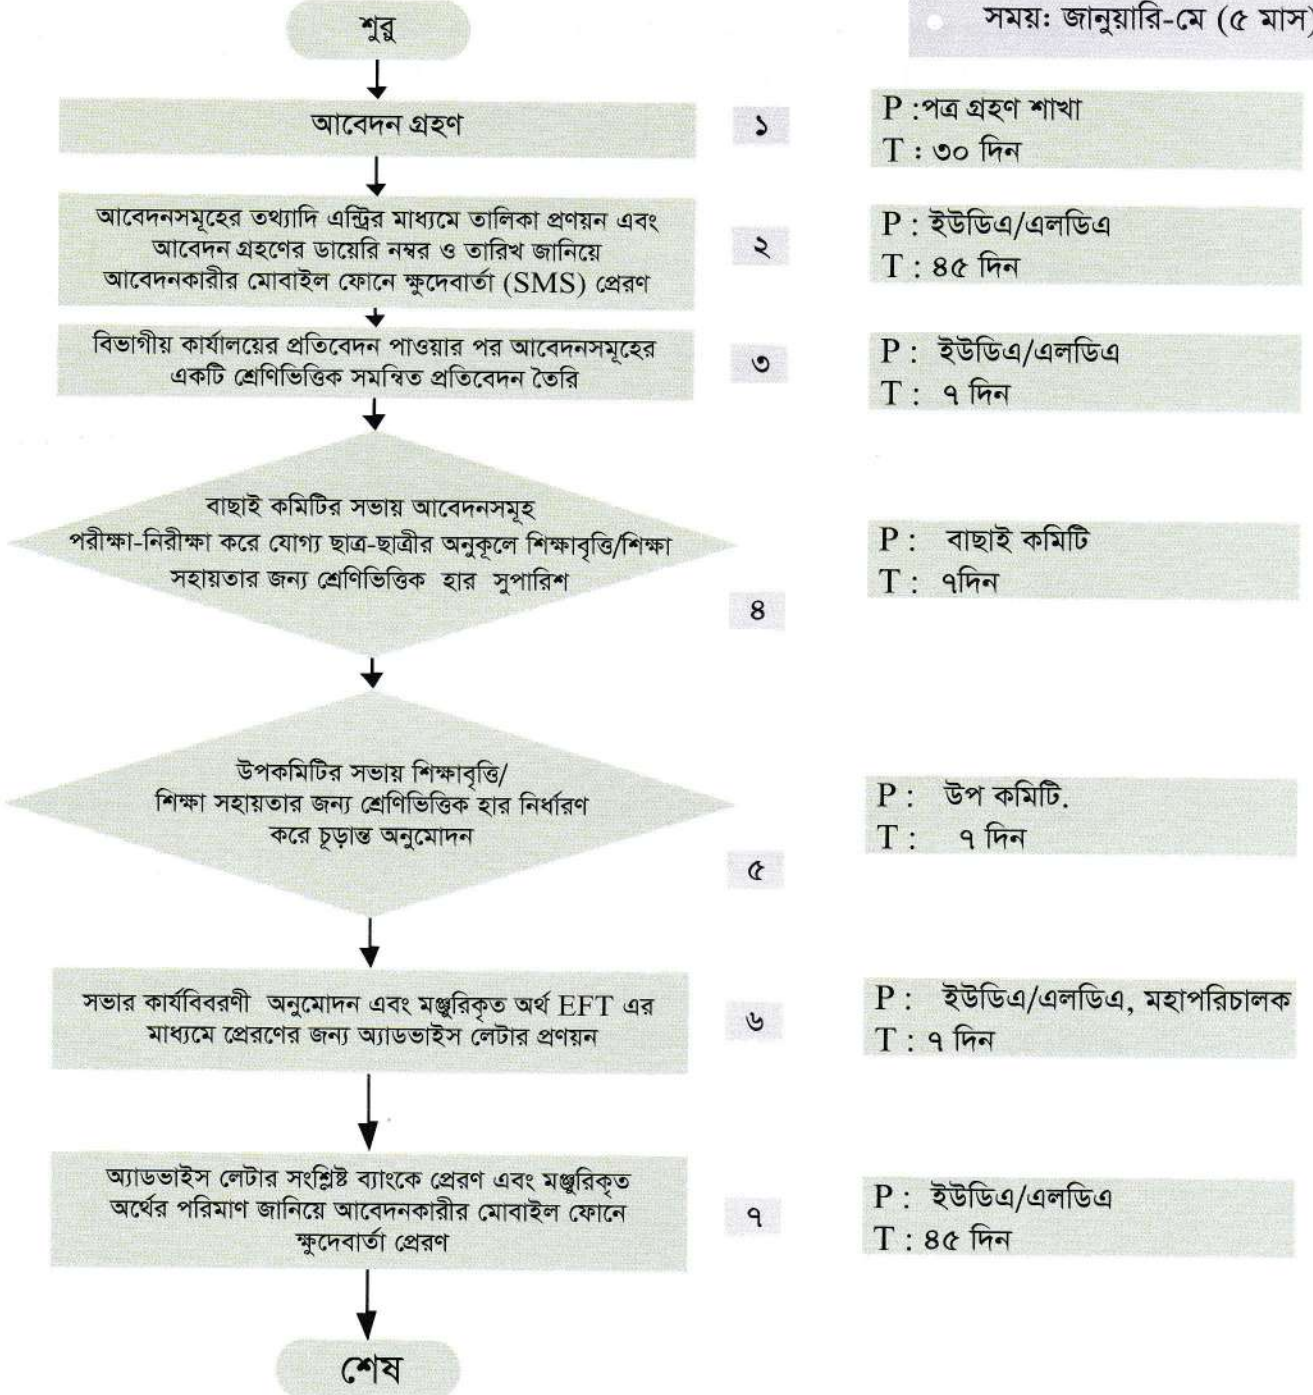 সময়: জানুয়ারি-মে (৫ মাস)
শুরু
আবেদন গ্রহণ
১
P :পত্র গ্রহণ শাখা
T : ৩০ দিন
আবেদনসমূহের তথ্যাদি এন্ট্রির মাধ্যমে তালিকা প্রণয়ন এবং
আবেদন গ্রহণের ডায়েরি নম্বর ও তারিখ জানিয়ে
আবেদনকারীর মোবাইল ফোনে ক্ষুদেবার্তা (SMS) প্রেরণ
২
P : ইউডিএ/এলডিএ
T : ৪৫ দিন
বিভাগীয় কার্যালয়ের প্রতিবেদন পাওয়ার পর আবেদনসমূহের
একটি শ্রেণিভিত্তিক সমন্বিত প্রতিবেদন তৈরি
৩
P : ইউডিএ/এলডিএ
T : ৭ দিন
বাছাই কমিটির সভায় আবেদনসমূহ
পরীক্ষা-নিরীক্ষা করে যোগ্য ছাত্র-ছাত্রীর অনুকূলে শিক্ষাবৃত্তি/শিক্ষা
সহায়তার জন্য শ্রেণিভিত্তিক হার সুপারিশ
৪
P : বাছাই কমিটি
T : ৭দিন
উপকমিটির সভায় শিক্ষাবৃত্তি/
শিক্ষা সহায়তার জন্য শ্রেণিভিত্তিক হার নির্ধারণ
করে চূড়ান্ত অনুমোদন
৫
P : উপ কমিটি.
T : ৭ দিন
সভার কার্যবিবরণী অনুমোদন এবং মঞ্জুরিকৃত অর্থ EFT এর
মাধ্যমে প্রেরণের জন্য অ্যাডভাইস লেটার প্রণয়ন
৬
P : ইউডিএ/এলডিএ, মহাপরিচালক
T : ৭ দিন
অ্যাডভাইস লেটার সংশ্লিষ্ট ব্যাংকে প্রেরণ এবং মঞ্জুরিকৃত
অর্থের পরিমাণ জানিয়ে আবেদনকারীর মোবাইল ফোনে
ক্ষুদেবার্তা প্রেরণ
৭
P : ইউডিএ/এলডিএ
T : ৪৫ দিন
শেষ